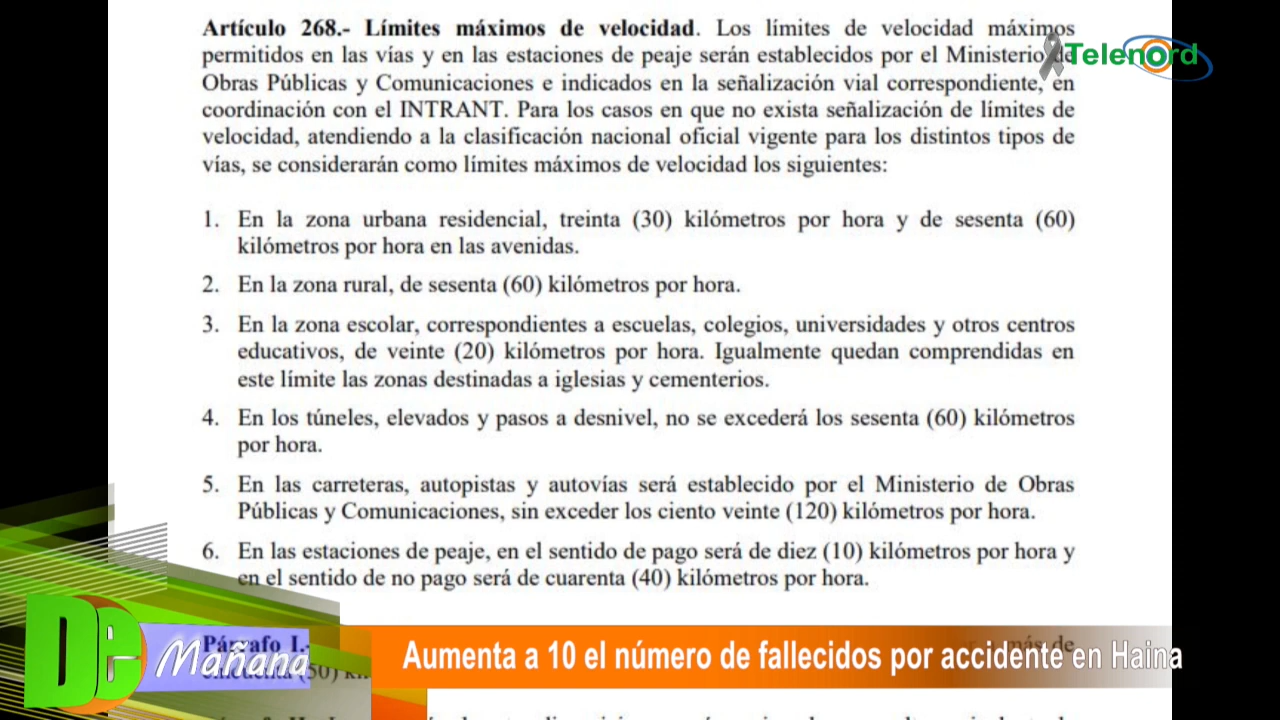 Artículo 268.- Límites máximos de velocidad. Los límites de velocidad máximos
permitidos en las vías y en las estaciones de peaje serán establecidos por el Ministerio de
Telenord
Obras Públicas y Comunicaciones e indicados en la señalización vial correspondiente, en
coordinación con el INTRANT. Para los casos en que no exista señalización de límites de
velocidad, atendiendo a la clasificación nacional oficial vigente para los distintos tipos de
vías, se considerarán como límites máximos de velocidad los siguientes:
1. En la zona urbana residencial, treinta (30) kilómetros por hora y de sesenta (60)
kilómetros por hora en las avenidas.
2. En la zona rural, de sesenta (60) kilómetros por hora.
3. En la zona escolar, correspondientes a escuelas, colegios, universidades y otros centros
educativos, de veinte (20) kilómetros por hora. Igualmente quedan comprendidas en
este límite las zonas destinadas a iglesias y cementerios.
4. En los túneles, elevados y pasos a desnivel, no se excederá los sesenta (60) kilómetros
por hora.
5. En las carreteras, autopistas y autovías será establecido por el Ministerio de Obras
Públicas y Comunicaciones, sin exceder los ciento veinte (120) kilómetros por hora.
6. En las estaciones de peaje, en el sentido de pago será de diez (10) kilómetros por hora y
en el sentido de no pago será de cuarenta (40) kilómetros por hora.
Párrafo I.- más de
cincuenta (50)
De Mañana
Aumenta a 10 el número de fallecidos por accidente en Haina